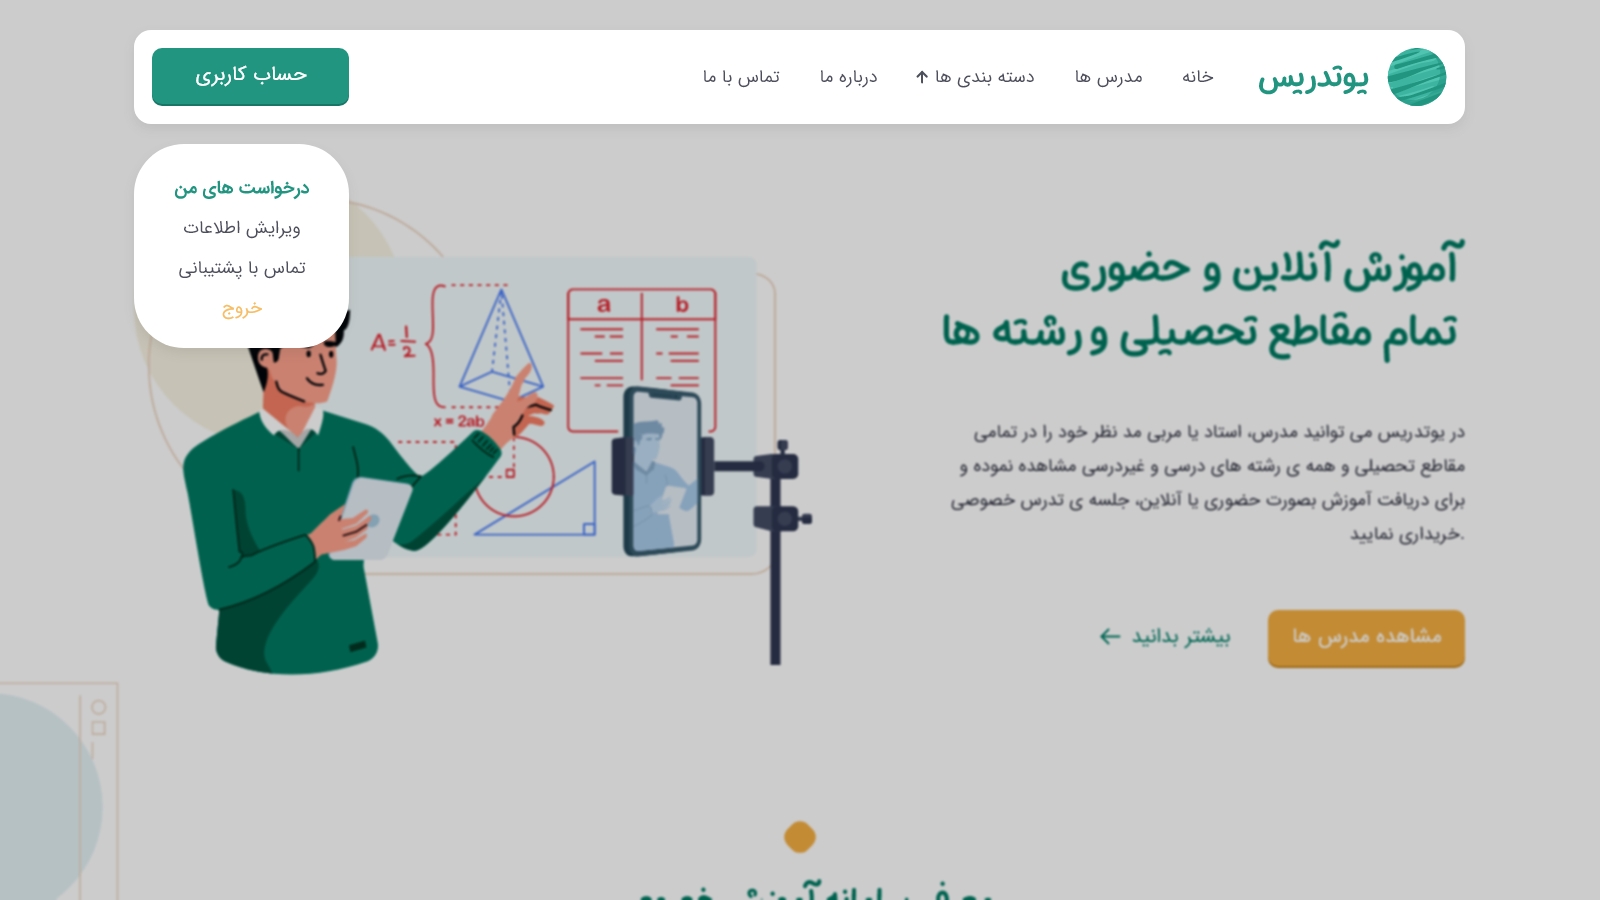 یوتدریس
خانه
مدرس ها
دسته بندی ها
درباره ما
تماس با ما
حساب کاربری
درخواست های من
ویرایش اطلاعات
تماس با پشتیبانی
خروج
آموزش آنلاین و حضوری
تمام مقاطع تحصیلی و رشته ها
در یوتدریس می توانید مدرس، استاد یا مربی مد نظر خود را در تمامی
مقاطع تحصیلی و همه ی رشته های درسی و غیردرسی مشاهده نموده و
برای دریافت آموزش بصورت حضوری یا آنلاین، جلسه ی تدرس خصوصی
.خریداری نمایید
مشاهده مدرس ها
بیشتر بدانید
A=1/2
a
b
x = 2ab